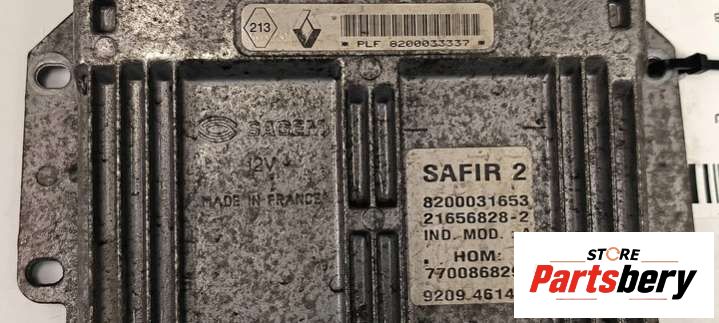 213
PLF 8200033337
SAGEM
12V
MADE IN FRANCE
SAFIR 2
8200031653
21656828-2
IND. MOD. :A
HOM:
770086829
9209.4614
STORE
Partsbery